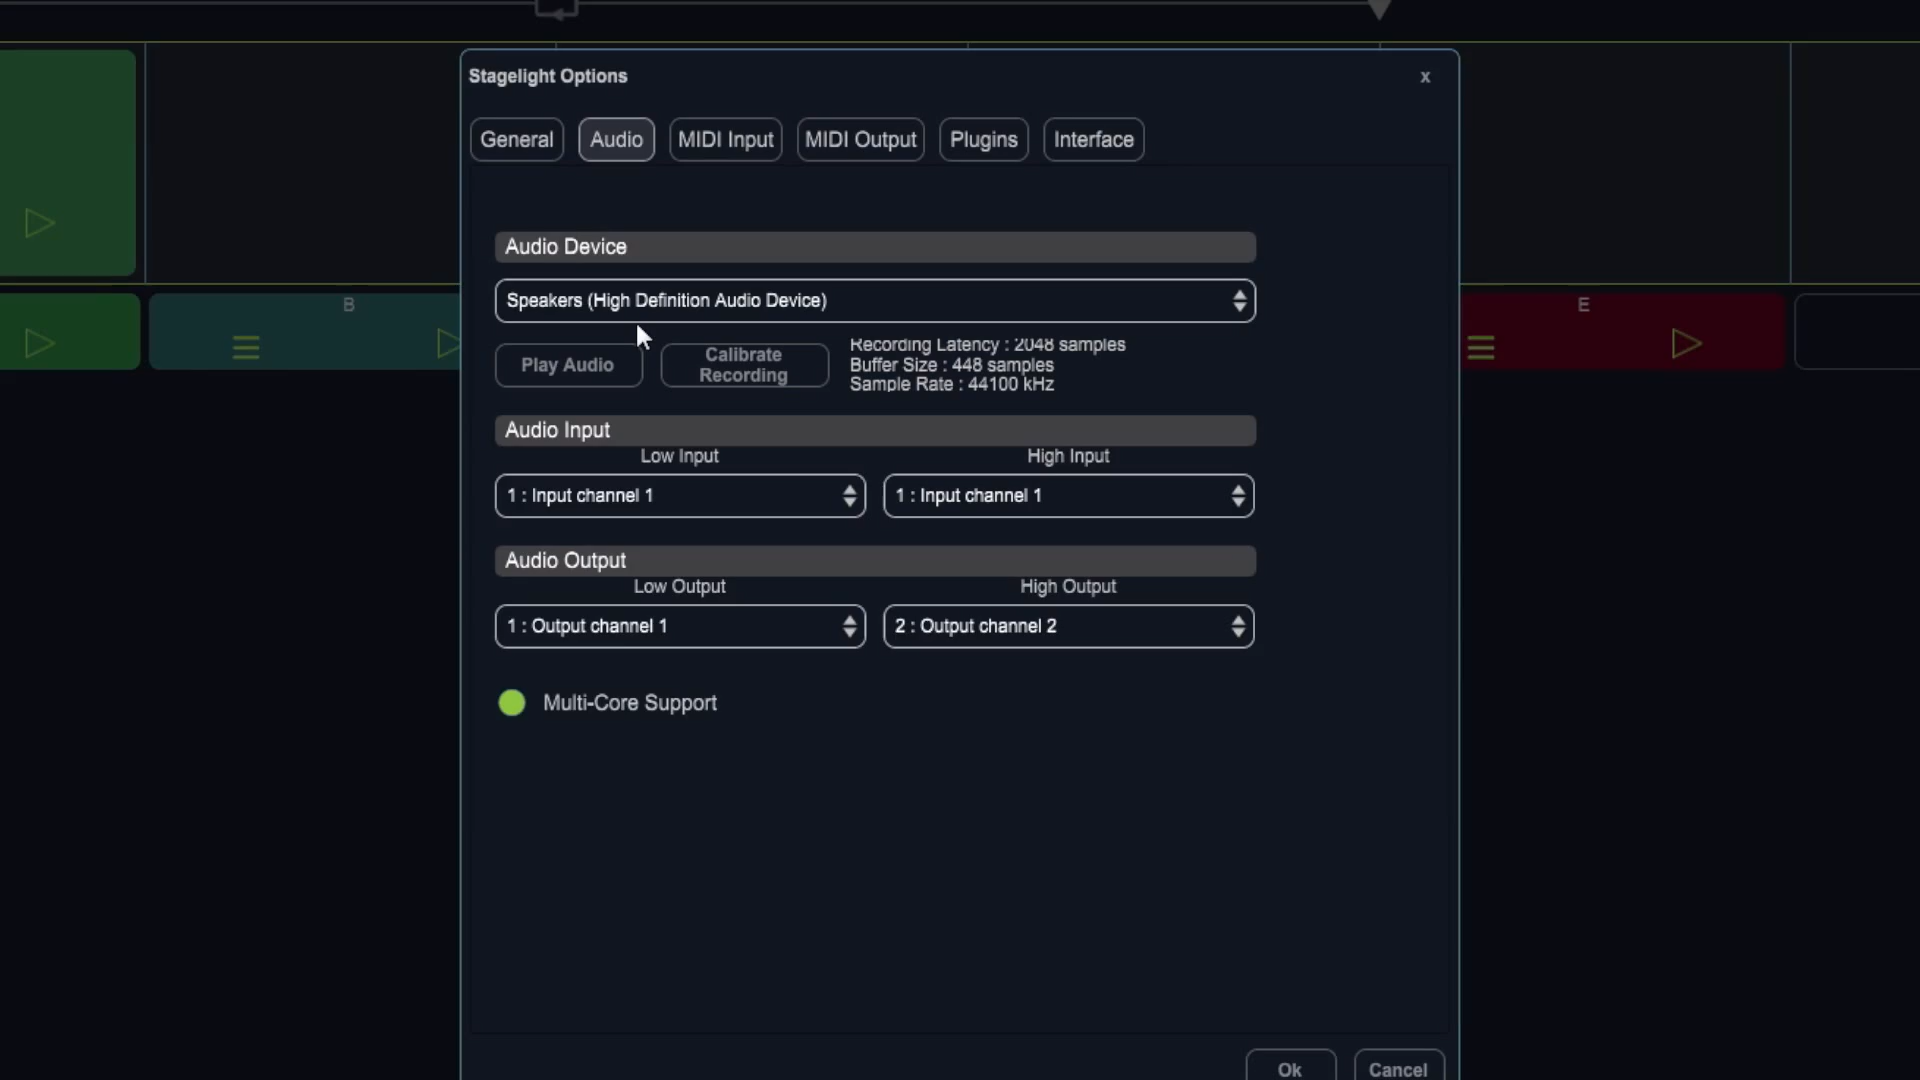 Stagelight Options
x
General
Audio
MIDI Input
MIDI Output
Plugins
Interface
Audio Device
Speakers (High Definition Audio Device)
Play Audio
Calibrate
Recording
Recording Latency : 2048 samples
Buffer Size : 448 samples
Sample Rate : 44100 kHz
B
E
Audio Input
Low Input
High Input
1 : Input channel 1
1 : Input channel 1
Audio Output
Low Output
High Output
1 : Output channel 1
2 : Output channel 2
Multi-Core Support
Ok
Cancel